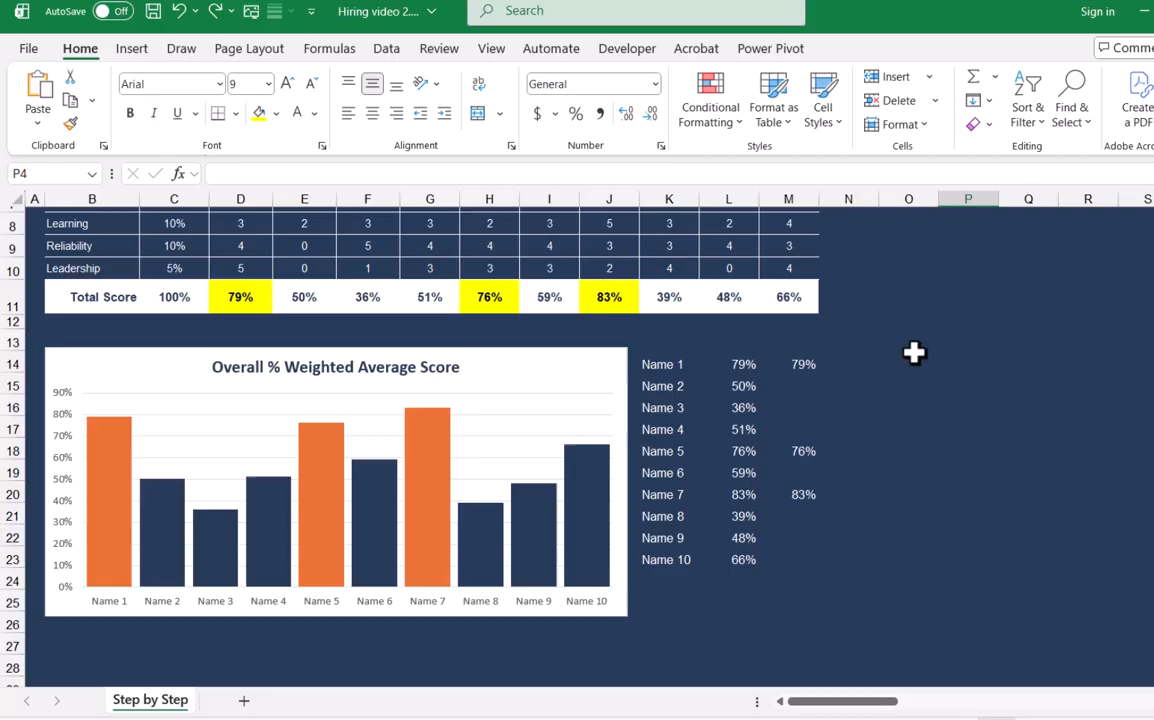 AutoSave Off Hiring video 2.... Search Sign in
File Home Insert Draw Page Layout Formulas Data Review View Automate Developer Acrobat Power Pivot Comme
Paste Arial 9 General Conditional Formatting Format as Table Cell Styles Insert Delete Format Sort & Filter Find & Select Create a PDF
Clipboard Font Alignment Number Styles Cells Editing Adobe Acro
P4 fx
A B C D E F G H I J K L M N O P Q R S
8 Learning 10% 3 2 3 3 2 3 5 3 2 4
9 Reliability 10% 4 0 5 4 4 4 3 3 4 3
10 Leadership 5% 5 0 1 3 3 3 2 4 0 4
11 Total Score 100% 79% 50% 36% 51% 76% 59% 83% 39% 48% 66%
12
13
Overall % Weighted Average Score
90%
80%
70%
60%
50%
40%
30%
20%
10%
0%
Name 1 Name 2 Name 3 Name 4 Name 5 Name 6 Name 7 Name 8 Name 9 Name 10
14 Name 1 79% 79%
15 Name 2 50%
16 Name 3 36%
17 Name 4 51%
18 Name 5 76% 76%
19 Name 6 59%
20 Name 7 83% 83%
21 Name 8 39%
22 Name 9 48%
23 Name 10 66%
24
25
26
27
28
Step by Step